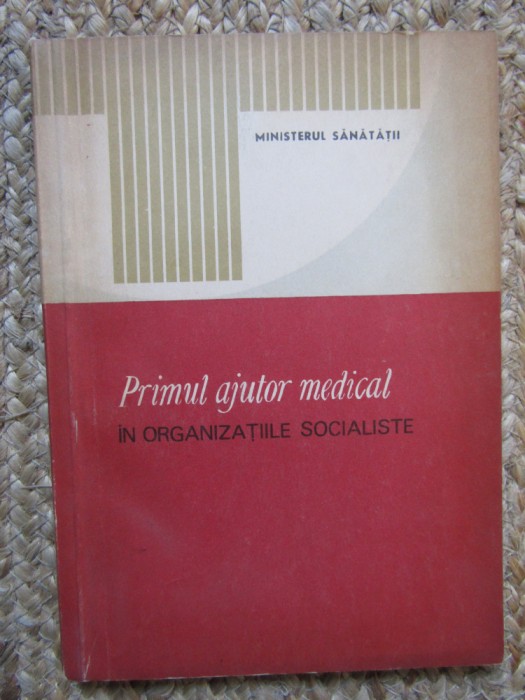 MINISTERUL SĂNĂTĂȚII
Primul ajutor medical
ÎN ORGANIZAȚIILE SOCIALISTE